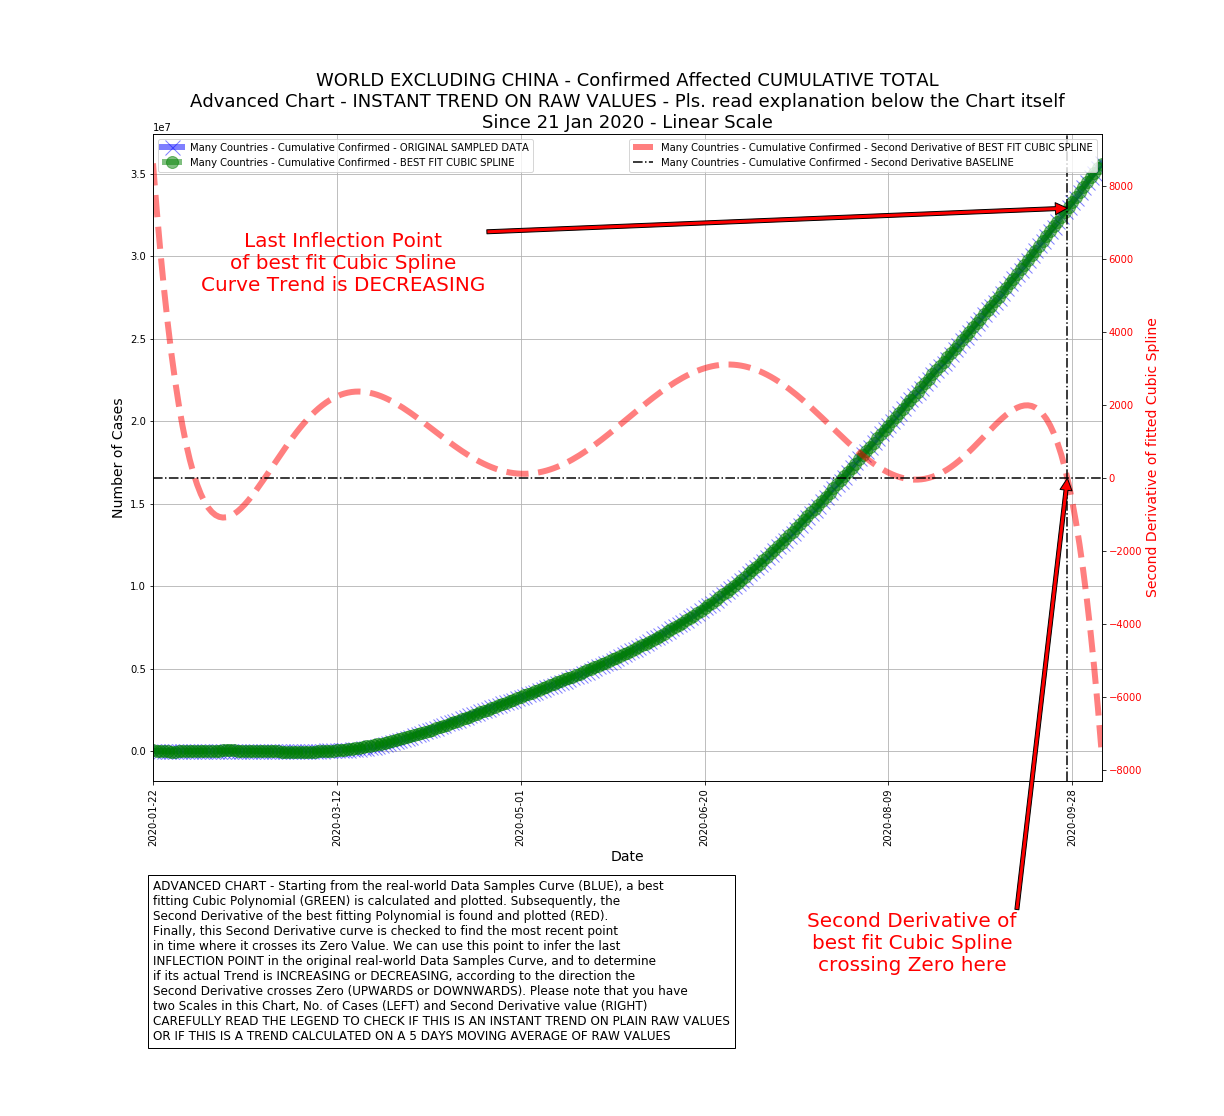 WORLD EXCLUDING CHINA - Confirmed Affected CUMULATIVE TOTAL
Advanced Chart - INSTANT TREND ON RAW VALUES - Pls. read explanation below the Chart itself
Since 21 Jan 2020 - Linear Scale
1e7
Many Countries - Cumulative Confirmed - ORIGINAL SAMPLED DATA
Many Countries - Cumulative Confirmed - BEST FIT CUBIC SPLINE
Many Countries - Cumulative Confirmed - Second Derivative of BEST FIT CUBIC SPLINE
Many Countries - Cumulative Confirmed - Second Derivative BASELINE
Last Inflection Point
of best fit Cubic Spline
Curve Trend is DECREASING
Number of Cases
3.5
3.0
2.5
2.0
1.5
1.0
0.5
0.0
8000
6000
4000
2000
0
−2000
−4000
−6000
−8000
Second Derivative of fitted Cubic Spline
2020-01-22
2020-03-12
2020-05-01
2020-06-20
2020-08-09
2020-09-28
Date
ADVANCED CHART - Starting from the real-world Data Samples Curve (BLUE), a best
fitting Cubic Polynomial (GREEN) is calculated and plotted. Subsequently, the
Second Derivative of the best fitting Polynomial is found and plotted (RED).
Finally, this Second Derivative curve is checked to find the most recent point
in time where it crosses its Zero Value. We can use this point to infer the last
INFLECTION POINT in the original real-world Data Samples Curve, and to determine
if its actual Trend is INCREASING or DECREASING, according to the direction the
Second Derivative crosses Zero (UPWARDS or DOWNWARDS). Please note that you have
two Scales in this Chart, No. of Cases (LEFT) and Second Derivative value (RIGHT)
CAREFULLY READ THE LEGEND TO CHECK IF THIS IS AN INSTANT TREND ON PLAIN RAW VALUES
OR IF THIS IS A TREND CALCULATED ON A 5 DAYS MOVING AVERAGE OF RAW VALUES
Second Derivative of
best fit Cubic Spline
crossing Zero here